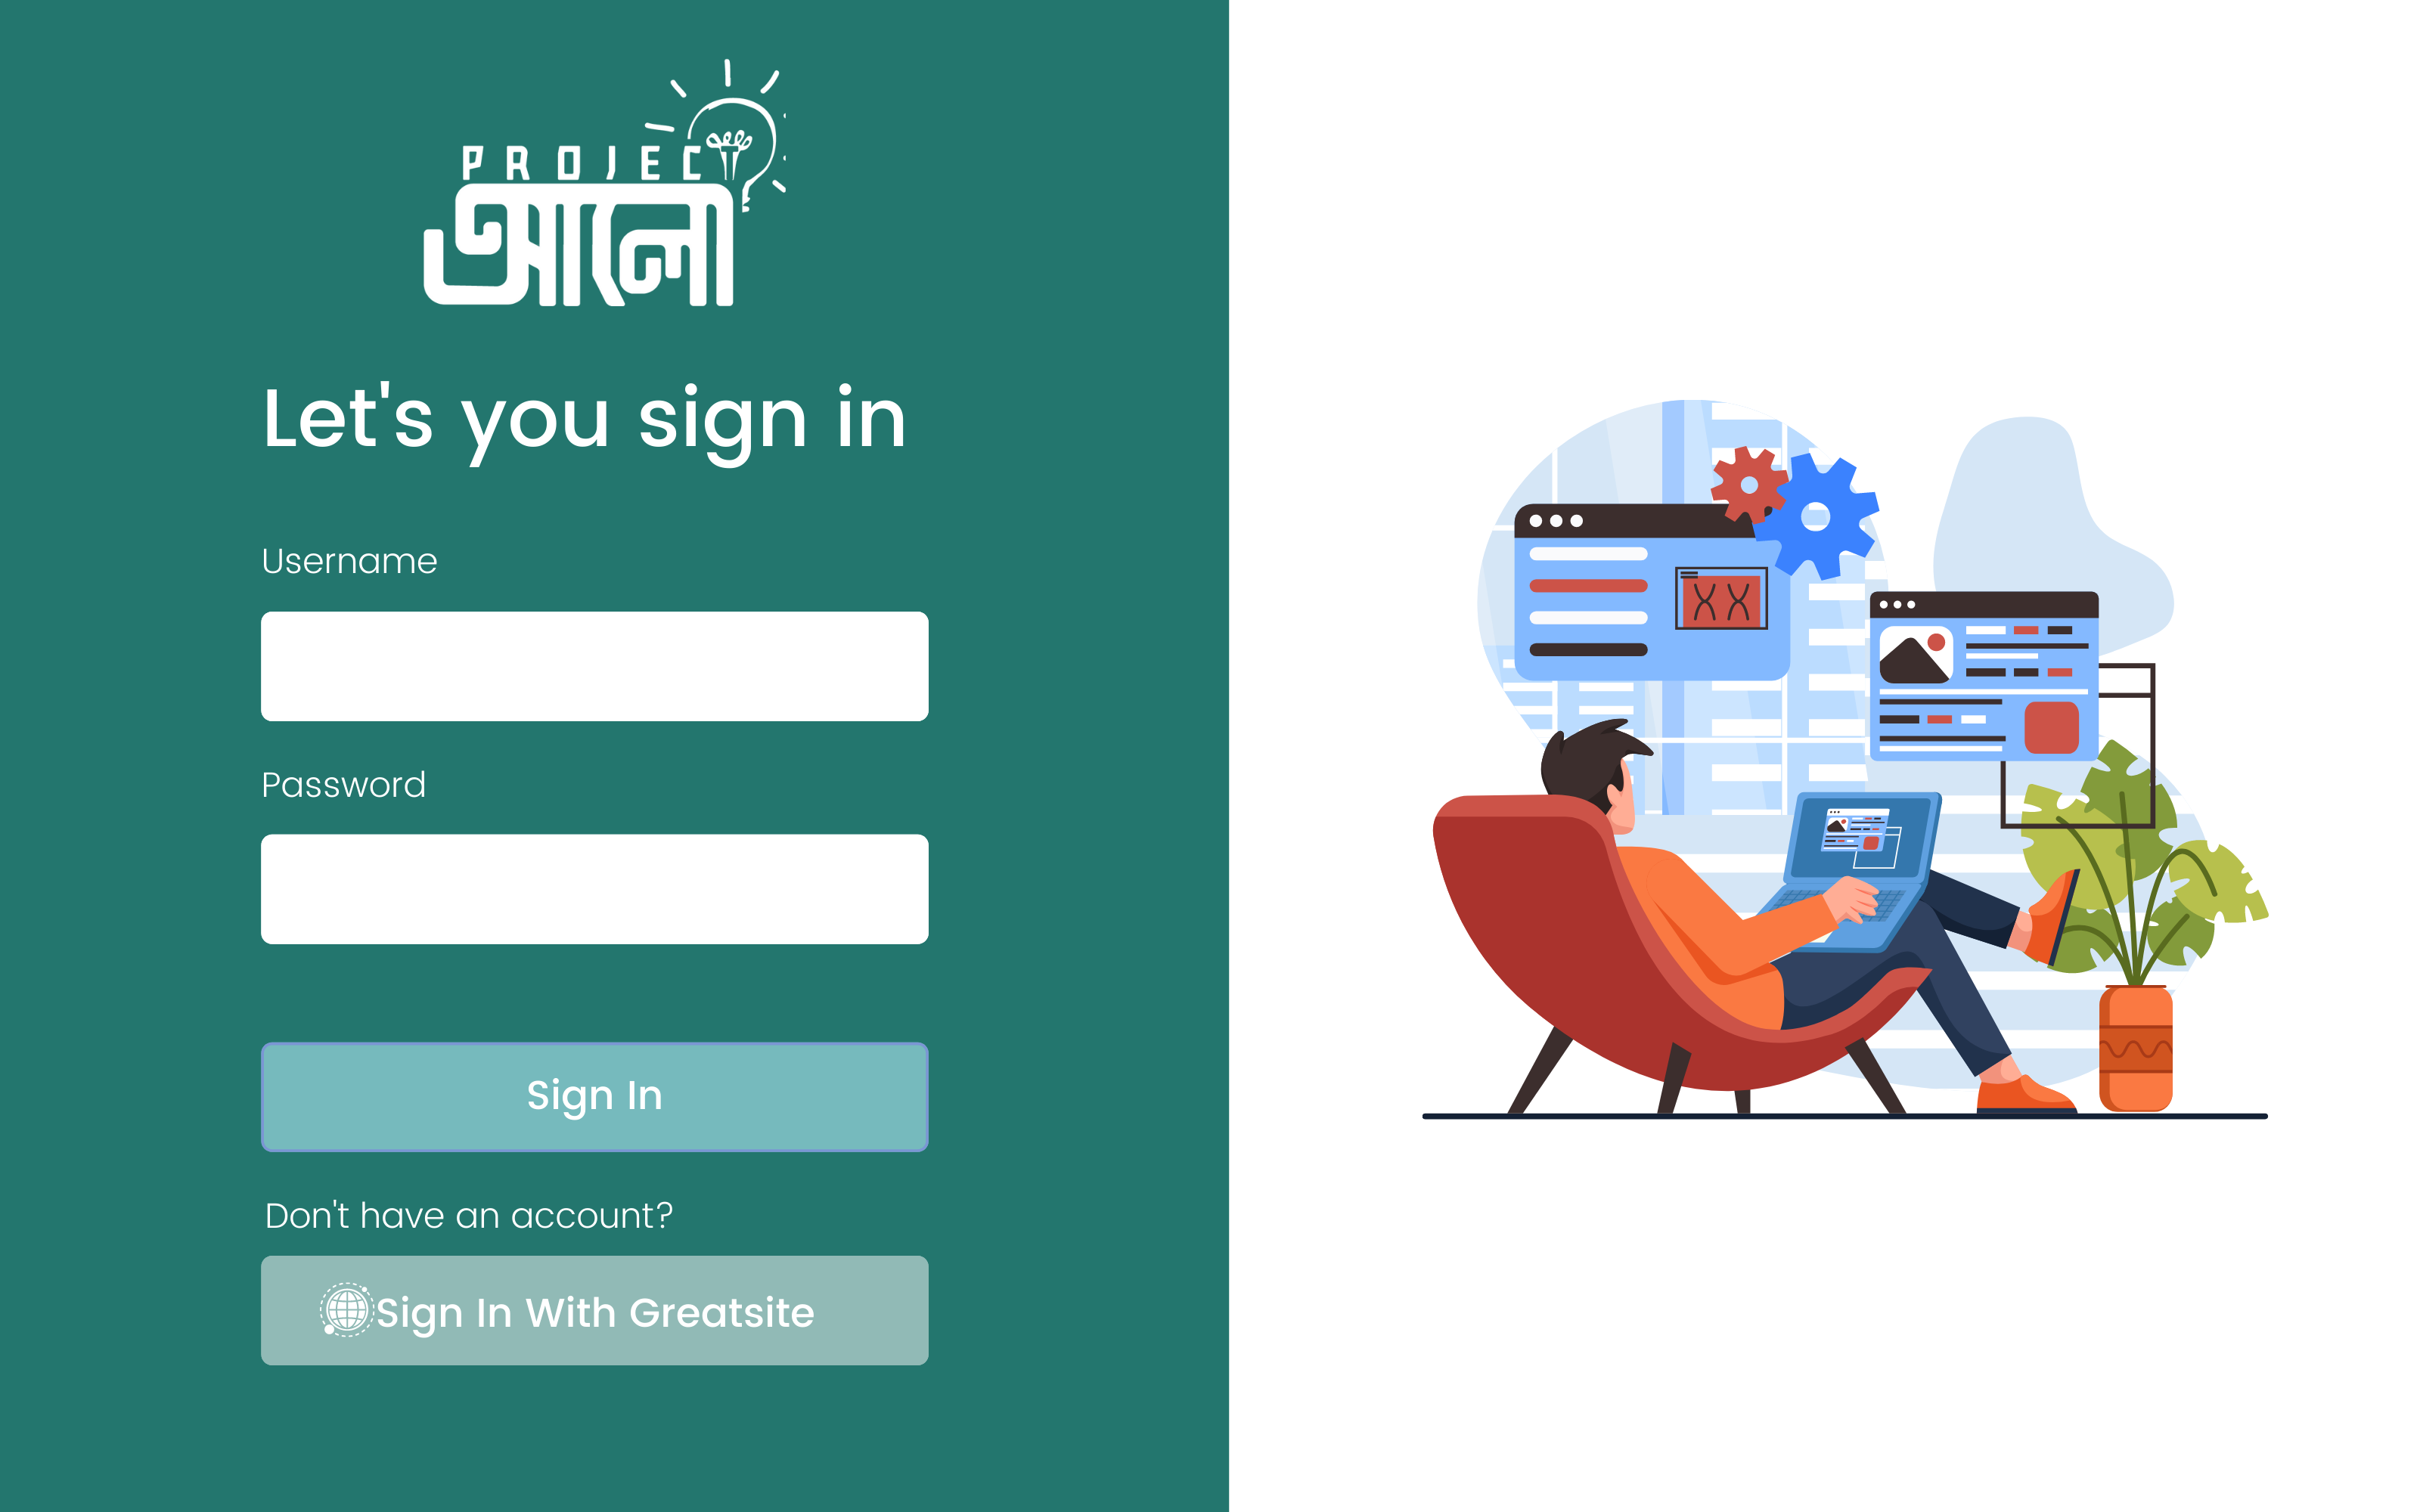 PROJECT
আলো
Let's you sign in
Username
Password
Sign In
Don't have an account?
Sign In With Greatsite